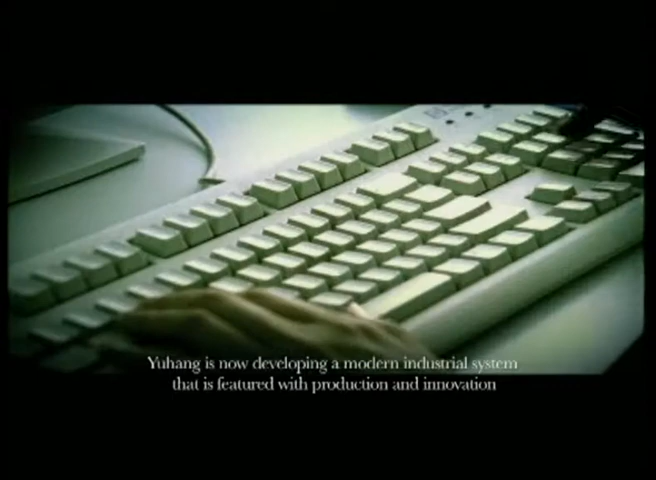 Yuhang is now developing a modern industrial system
that is featured with production and innovation